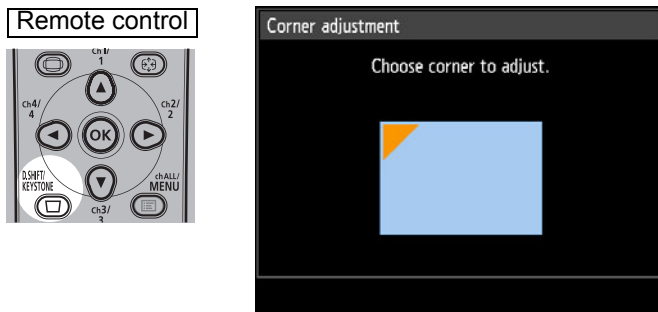 Remote control
Ch1/
1
Ch4/
4
OK
Ch2/
2
D.SHIFT/
KEYSTONE
Ch3/
3
chALL/
MENU
Corner adjustment
Choose corner to adjust.